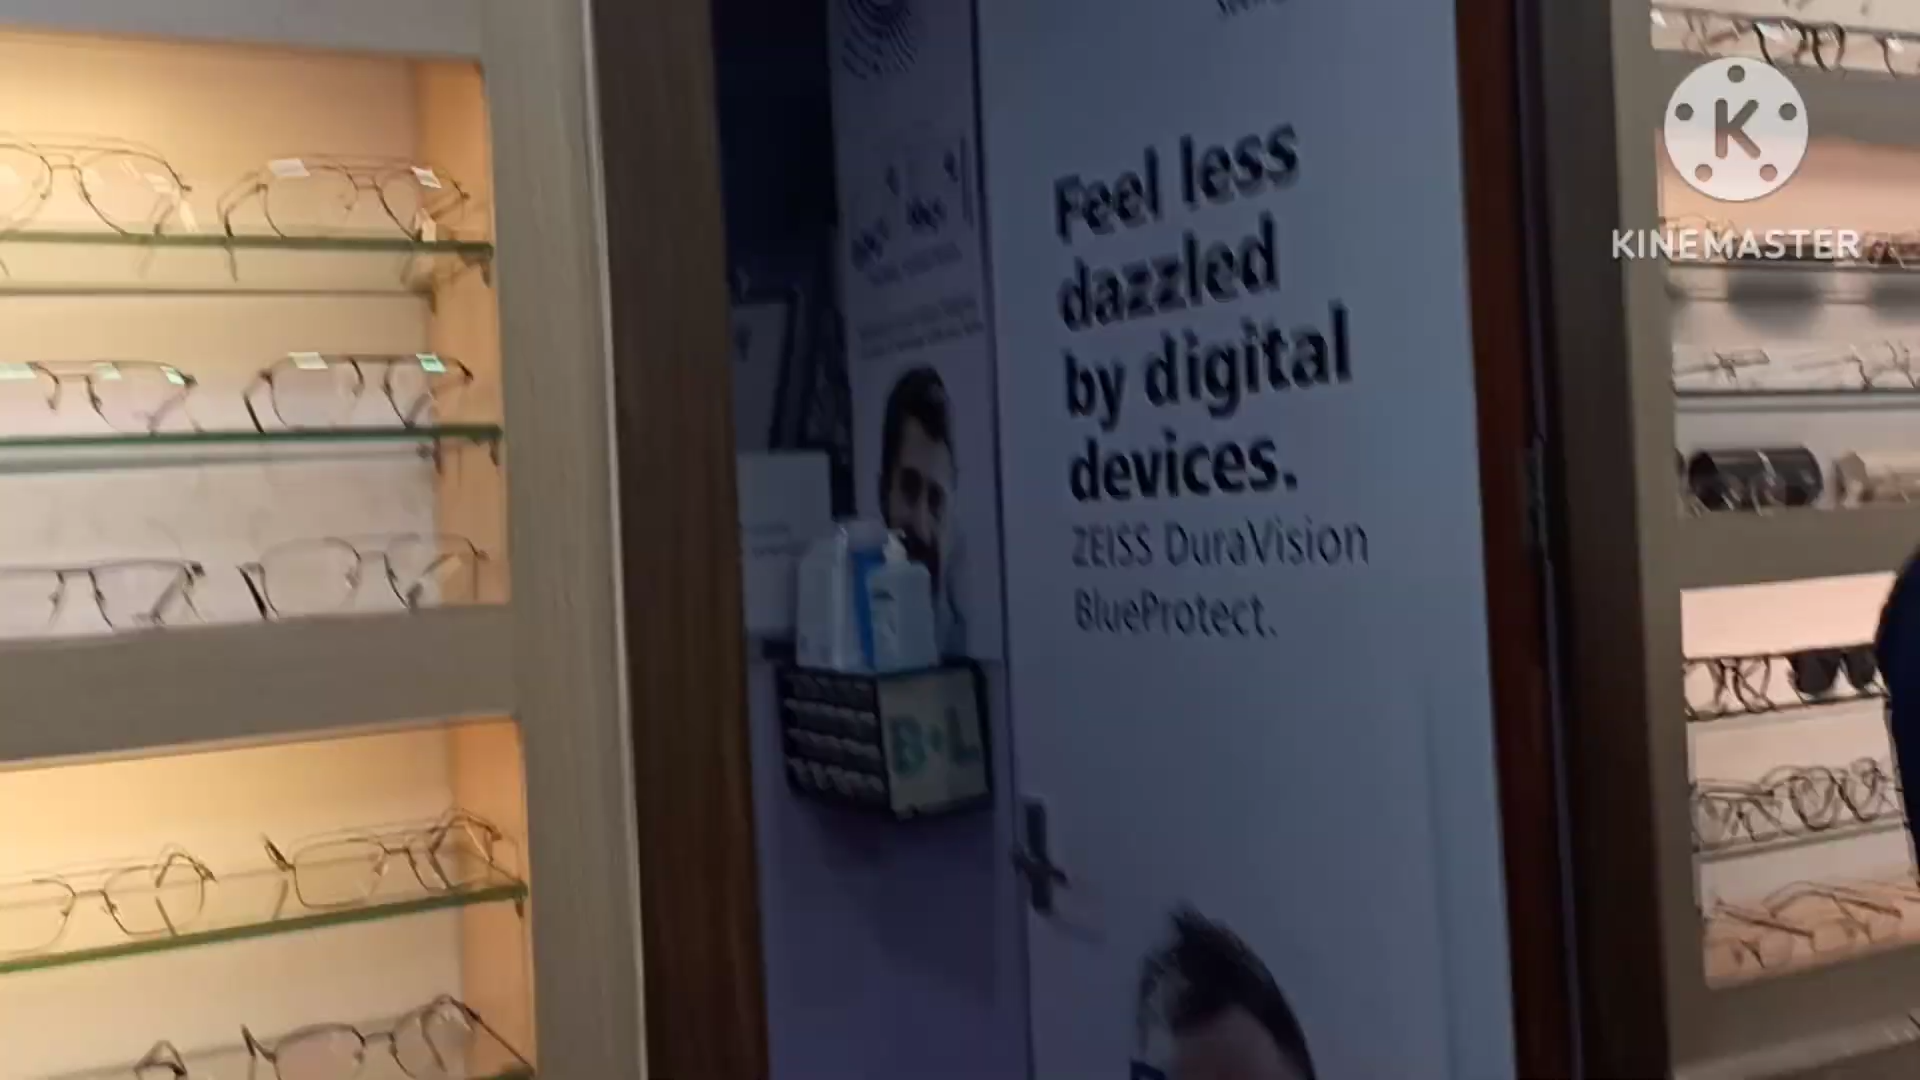 Feel less
dazzled
by digital
devices.
ZEISS DuraVision
BlueProtect.
B+L
K
KINEMASTER